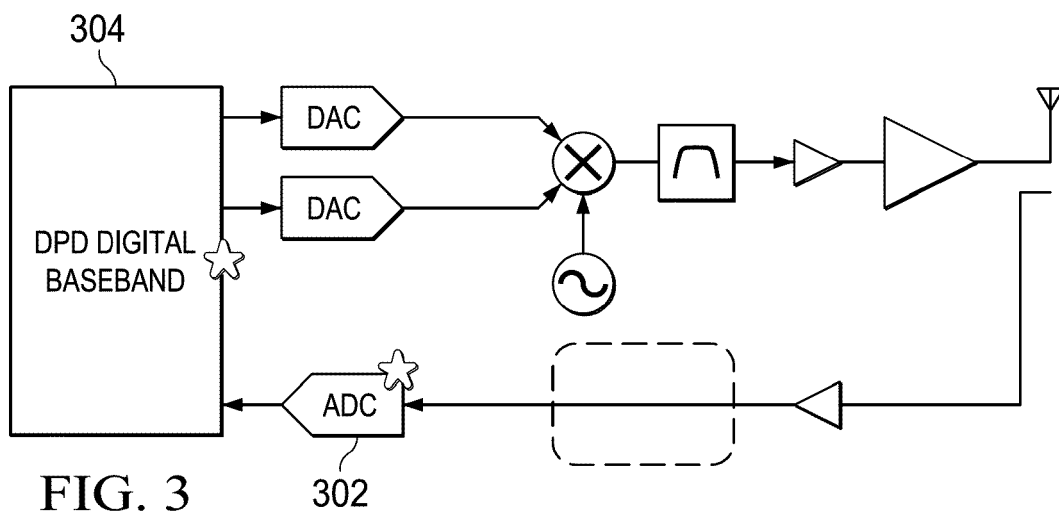 304
DAC
DAC
DPD DIGITAL
BASEBAND
ADC
302
FIG. 3